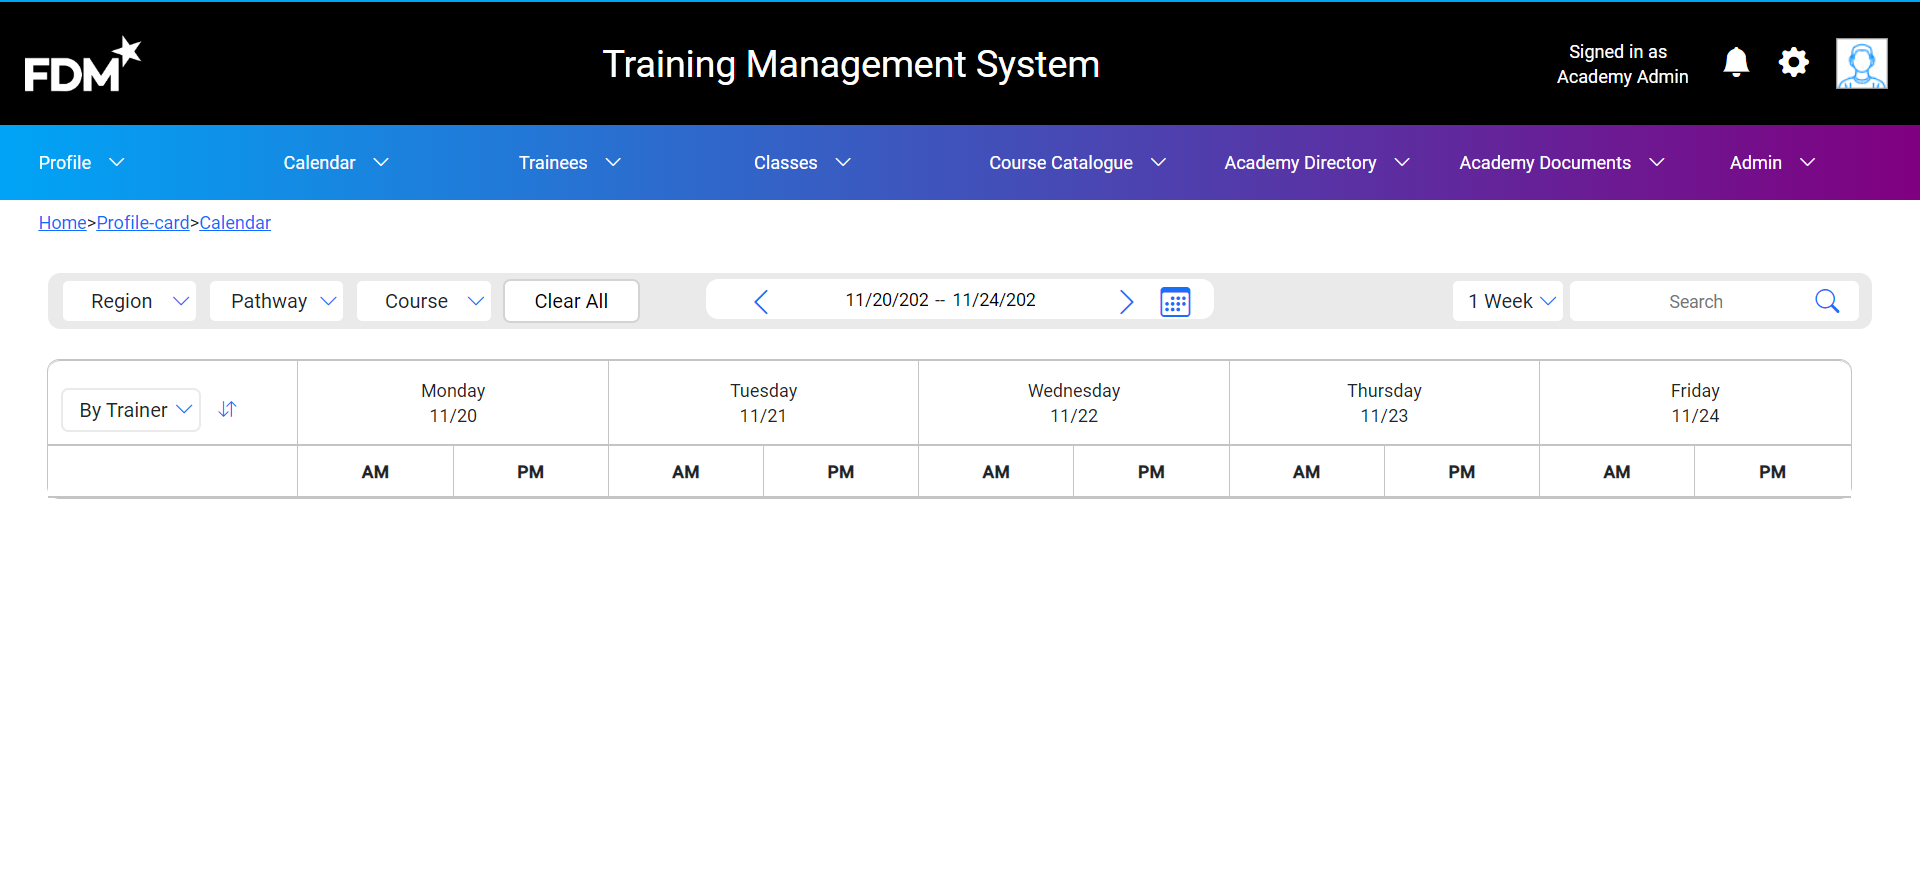 FDM
Training Management System
Signed in as
Academy Admin
Profile
Calendar
Trainees
Classes
Course Catalogue
Academy Directory
Academy Documents
Admin
Home>Profile-card>Calendar
Region
Pathway
Course
Clear All
11/20/202 -- 11/24/202
1 Week
Search
By Trainer
Monday
11/20
Tuesday
11/21
Wednesday
11/22
Thursday
11/23
Friday
11/24
AM PM AM PM AM PM AM PM AM PM